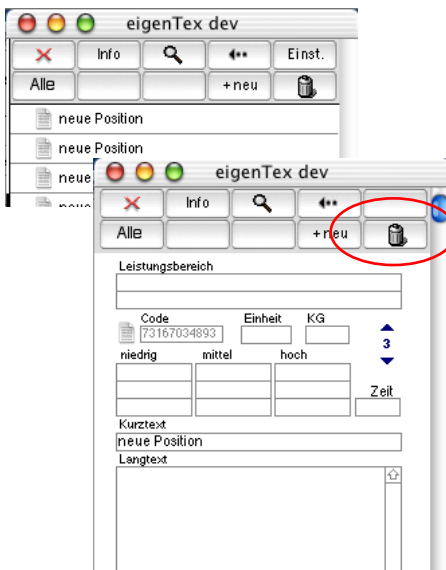 eigenTex dev
Info
Einst.
Alle
+neu
neue Position
neue Position
neue
eigenTex dev
Info
Alle
+neu
Leistungsbereich
Code Einheit KG
73167034893
3
niedrig mittel hoch
Zeit
Kurztext
neue Position
Langtext